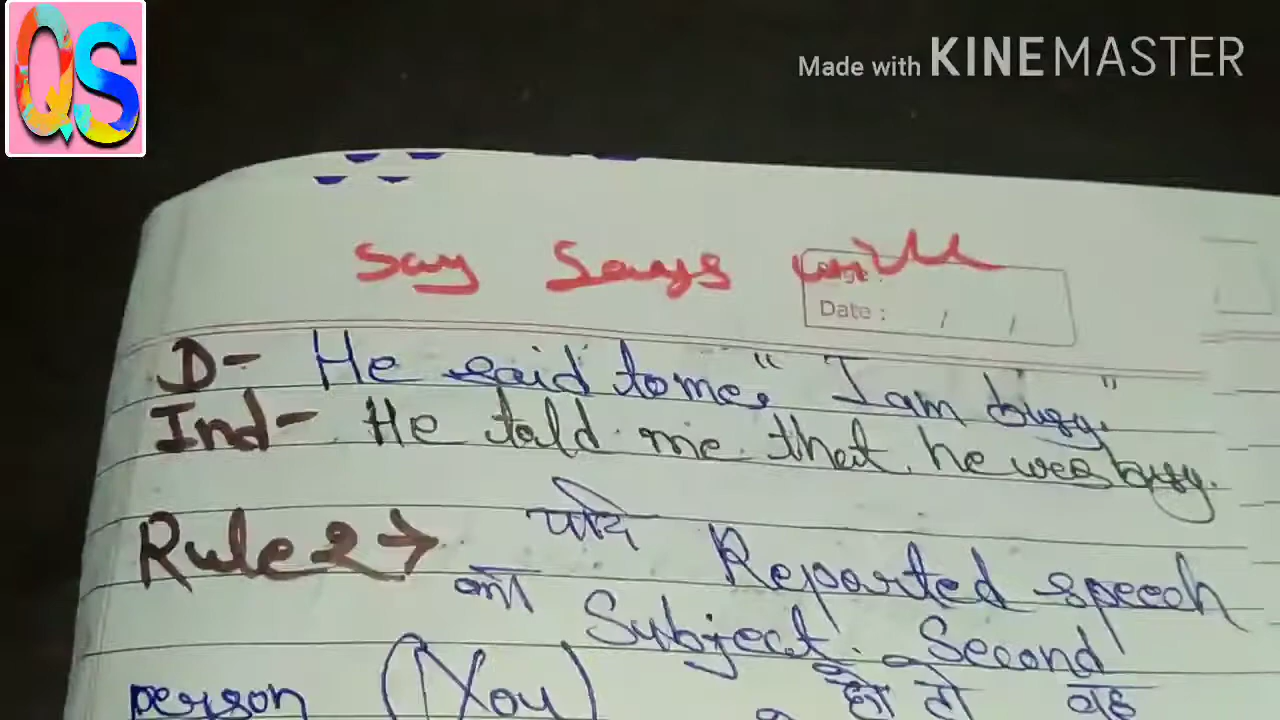 QS
Made with KINEMASTER
Say Says will
Date : / /
D- He said to me, "I am busy."
Ind- He told me that he was busy.
Rule 2 → यदि Reported speech
का Subject Second
person (You) हो तो वह